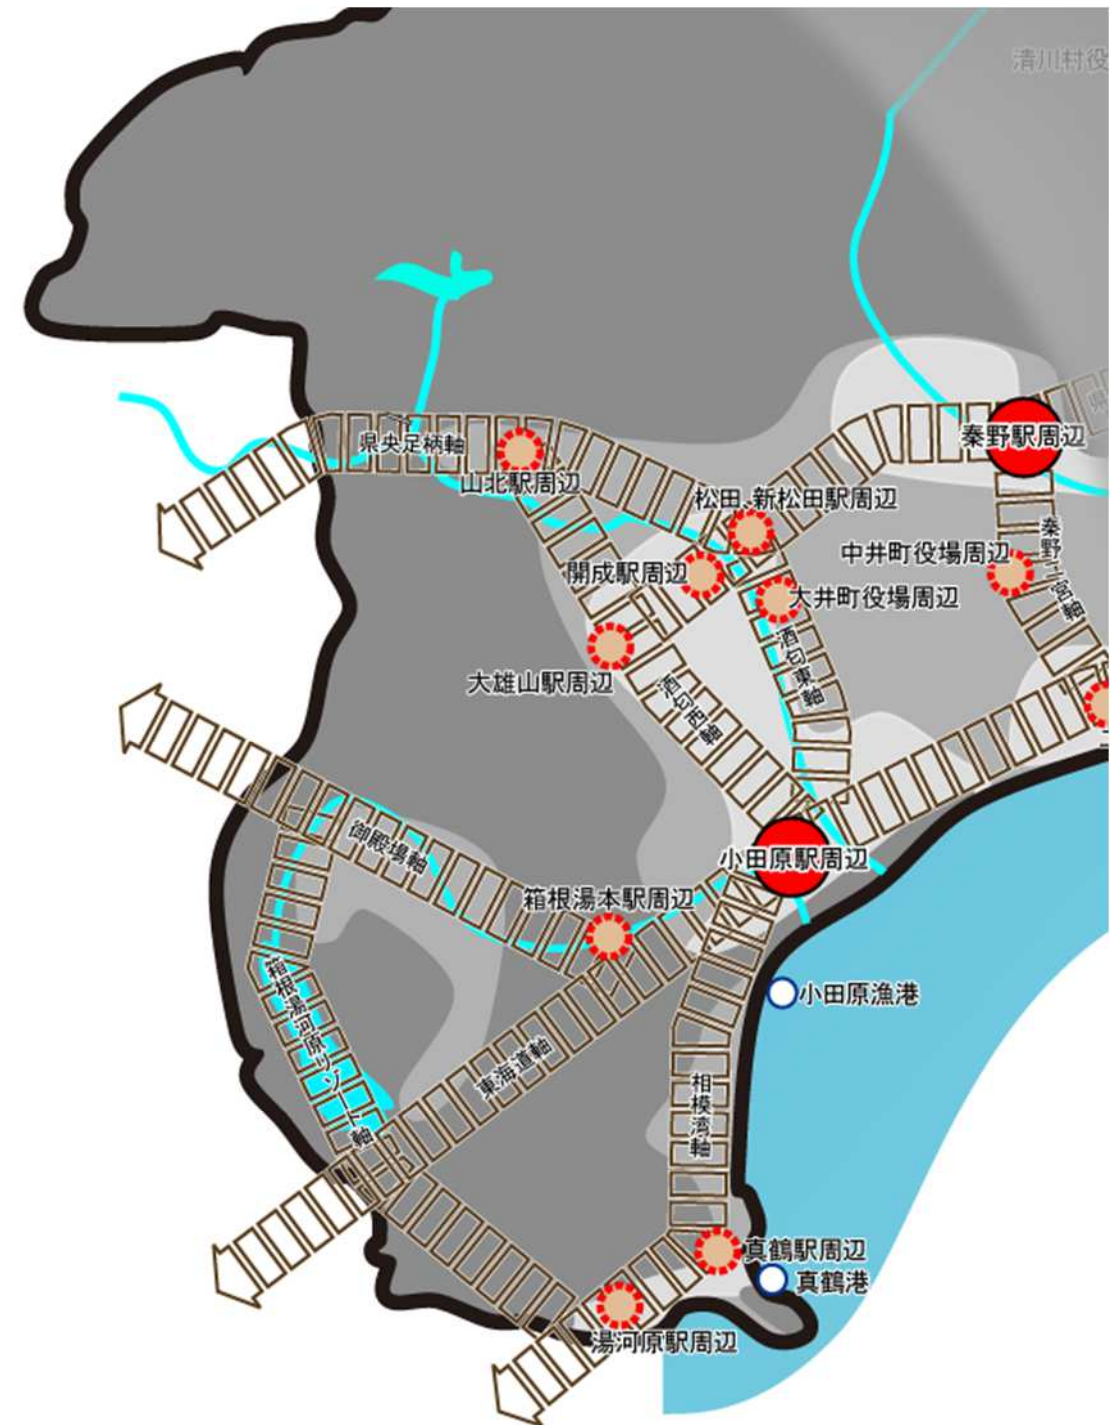 清川村役
県央足柄軸
山北駅周辺
秦野駅周辺
県
松田、新松田駅周辺
中井町役場周辺
秦野二宮軸
開成駅周辺
大井町役場周辺
酒匂東軸
大雄山駅周辺
酒匂西軸
御殿場軸
小田原駅周辺
箱根湯本駅周辺
小田原漁港
箱根湯河原リゾート軸
東海道軸
相模湾軸
真鶴駅周辺
真鶴港
湯河原駅周辺